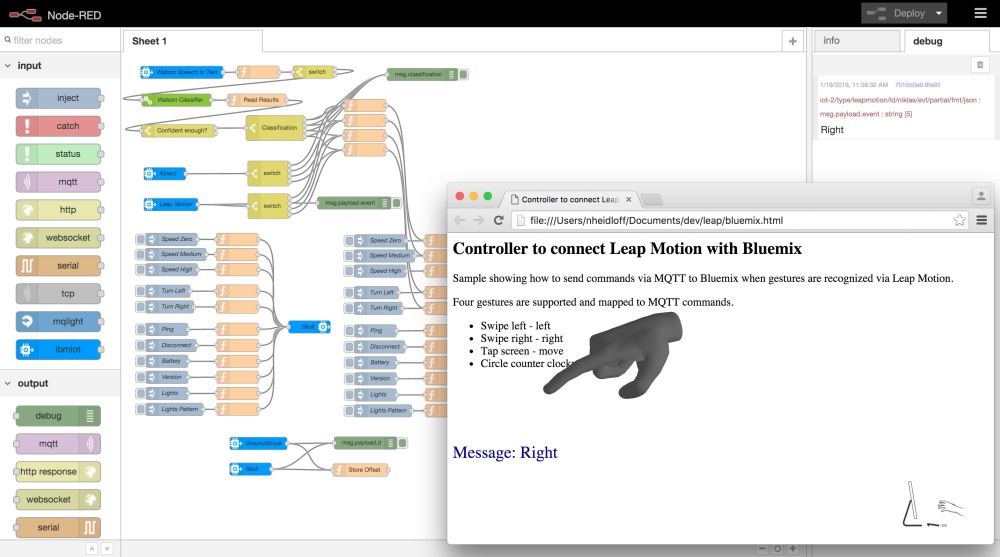 Node-RED
Deploy
filter nodes
Sheet 1
info
debug
input
inject
catch
status
mqtt
http
websocket
serial
tcp
mqlight
ibmiot
output
debug
mqtt
http response
websocket
serial
Watson Speech to Text
switch
msg.classification
Watson Classifier
Read Results
Confident enough?
Classification
Kinect
switch
Leap Motion
switch
msg.payload.event
Speed Zero
Speed Medium
Speed High
Turn Left
Turn Right
Ping
Disconnect
Battery
Version
Lights
Lights Pattern
Skull
Speed Zero
Speed Medium
Speed High
Turn Left
Turn Right
Ping
Disconnect
Battery
Version
Lights
Lights Pattern
GroundShock
msg.payload.d
Skull
Store Offset
1/19/2016, 11:58:32 AM
iot-2/type/leapmotion/id/niklas/evt/partial/fmt/json :
msg.payload.event : string [5]
Right
Controller to connect Leap
file:///Users/nheidloff/Documents/dev/leap/bluemix.html
Controller to connect Leap Motion with Bluemix
Sample showing how to send commands via MQTT to Bluemix when gestures are recognized via Leap Motion.
Four gestures are supported and mapped to MQTT commands.
Swipe left - left
Swipe right - right
Tap screen - move
Circle counter clock
Message: Right